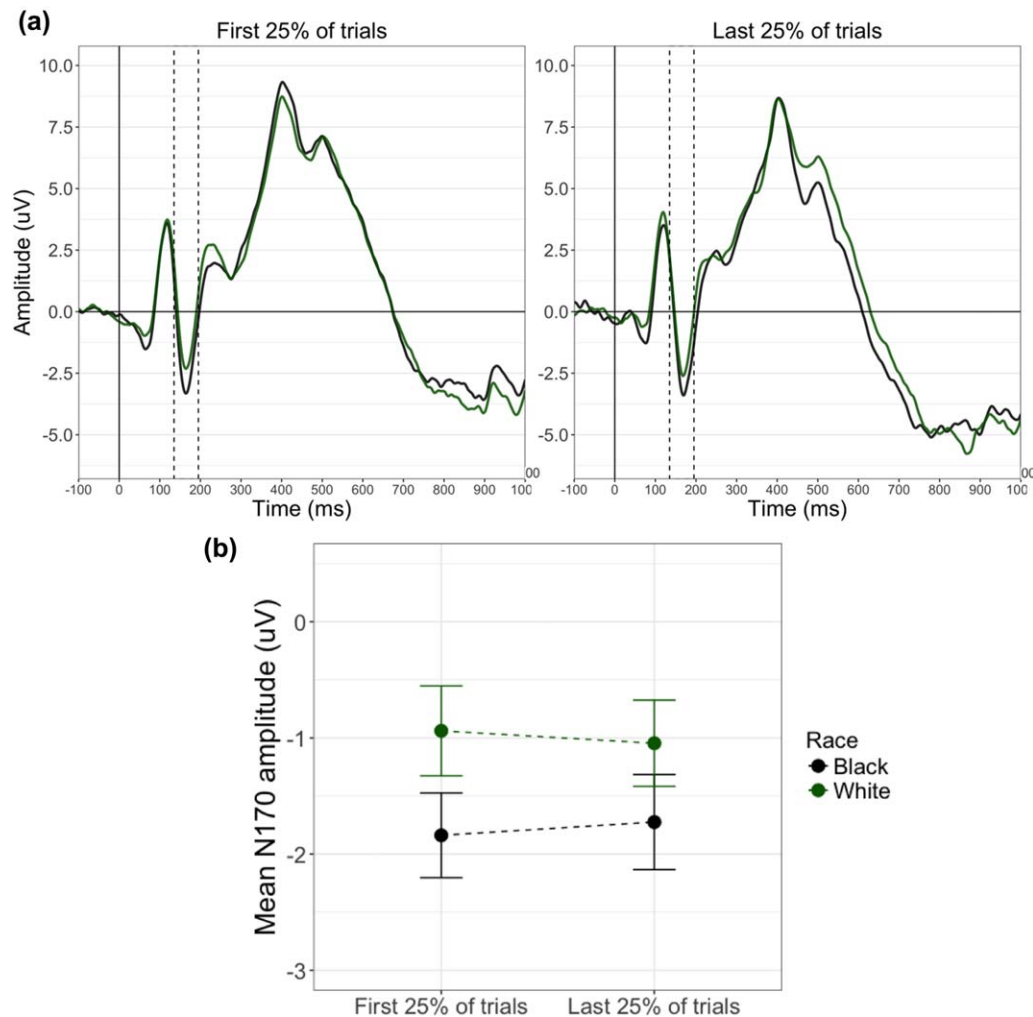 (a)
First 25% of trials
Last 25% of trials
Amplitude (uV)
10.0
7.5
5.0
2.5
0.0
-2.5
-5.0
-100 0 100 200 300 400 500 600 700 800 900 100
00
Time (ms)
10.0
7.5
5.0
2.5
0.0
-2.5
-5.0
-100 0 100 200 300 400 500 600 700 800 900 100
00
Time (ms)
(b)
Mean N170 amplitude (uV)
0
-1
-2
-3
First 25% of trials
Last 25% of trials
Race
Black
White